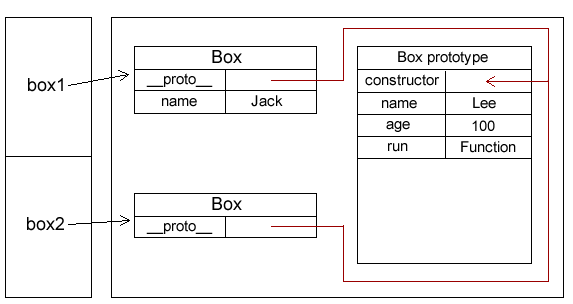 box1
box2
Box
__proto__
name Jack
Box
__proto__
Box prototype
constructor
name Lee
age 100
run Function